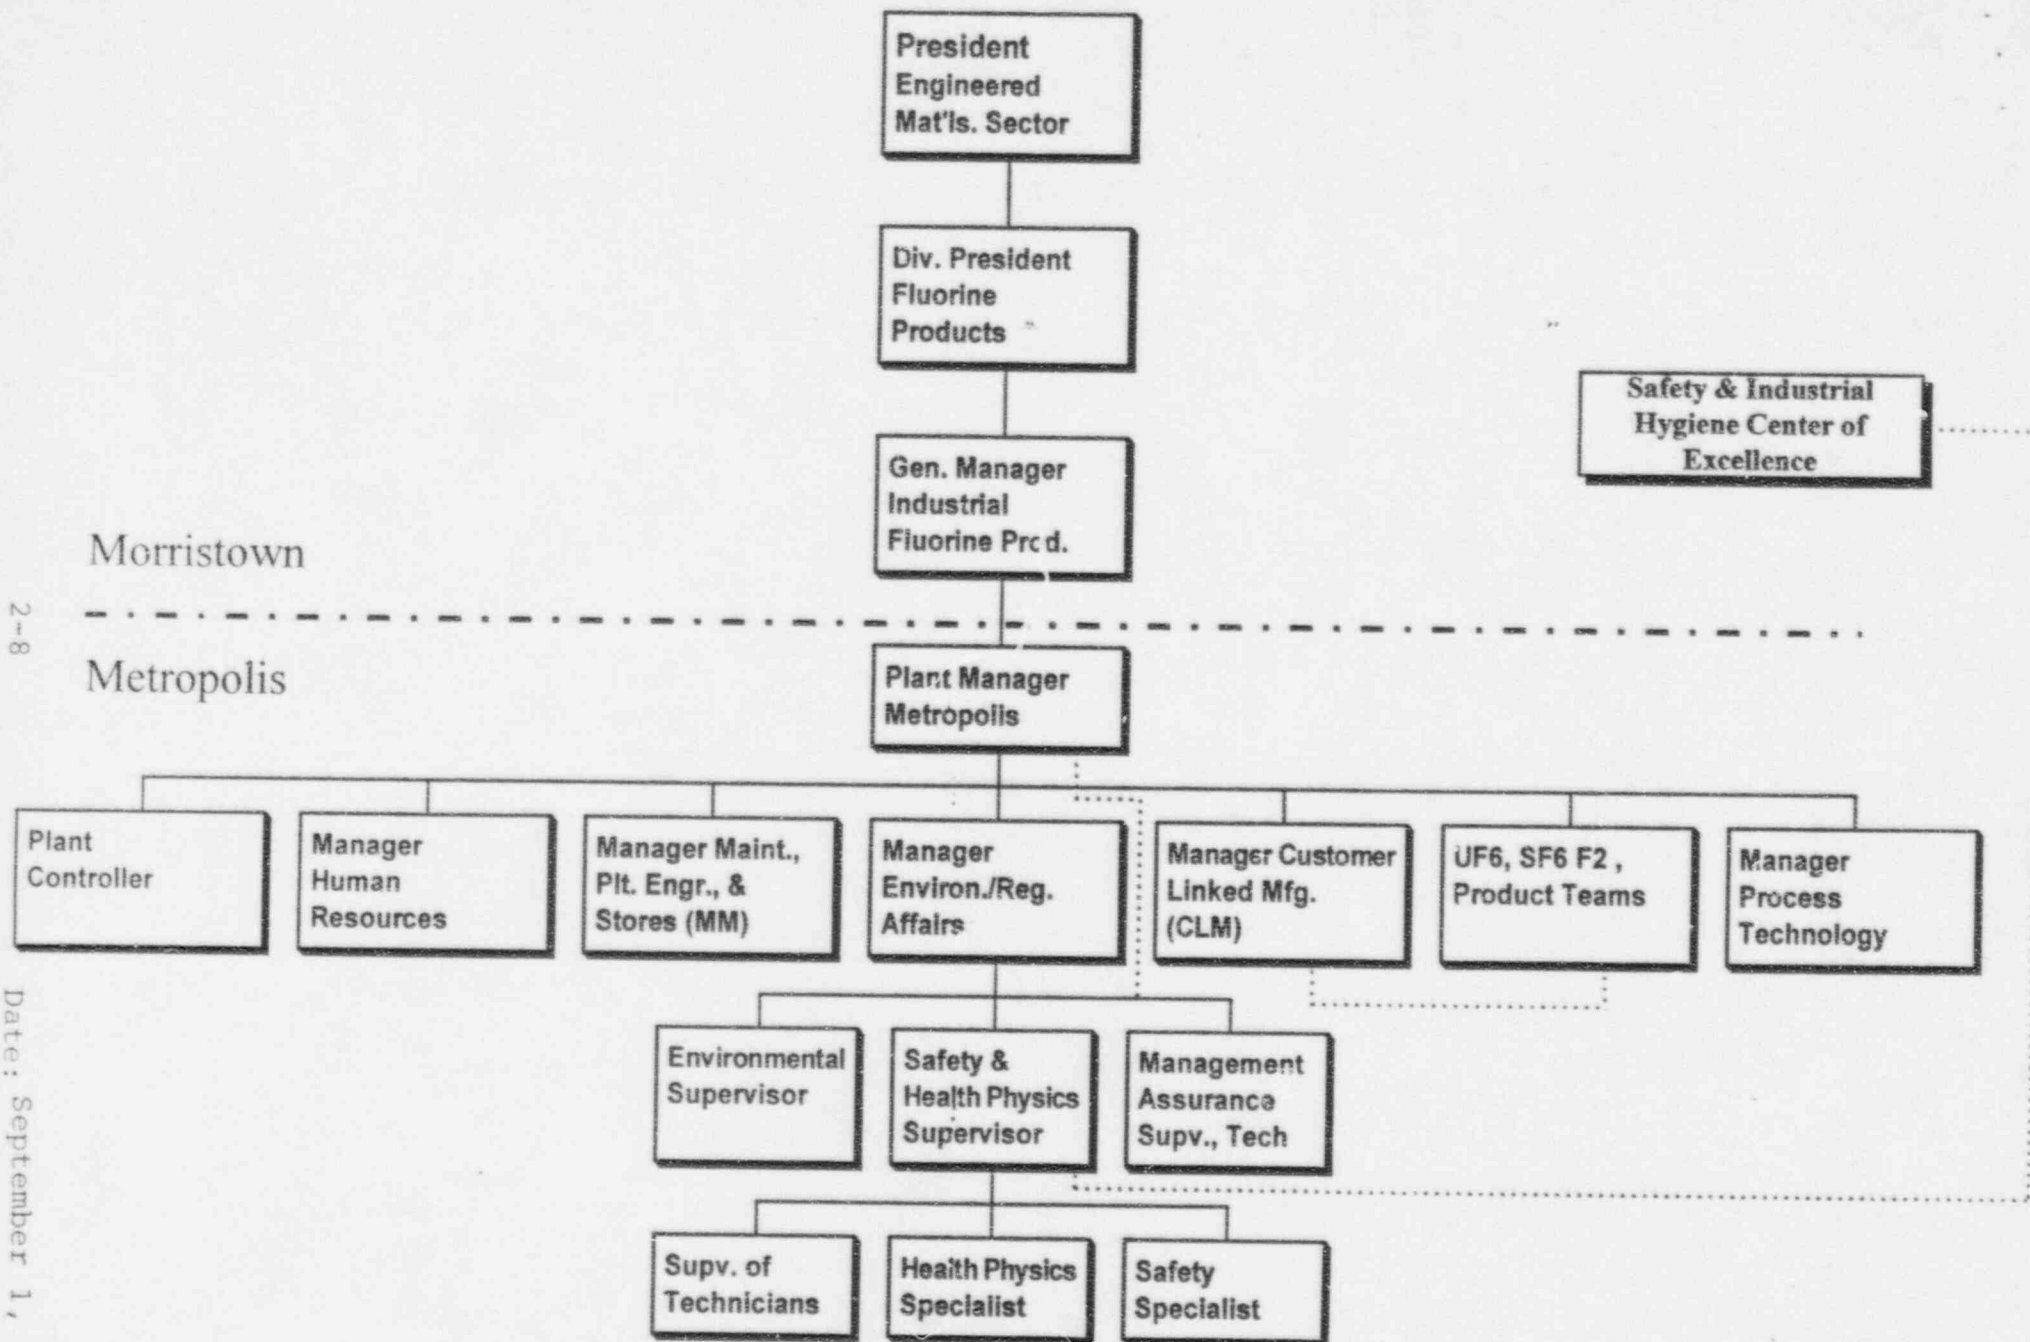 President
Engineered
Mat'ls. Sector
Div. President
Fluorine
Products
Safety & Industrial
Hygiene Center of
Excellence
Gen. Manager
Industrial
Fluorine Prod.
Morristown
Metropolis
Plant Manager
Metropolis
Plant
Controller
Manager
Human
Resources
Manager Maint.,
Plt. Engr., &
Stores (MM)
Manager
Environ./Reg.
Affairs
Manager Customer
Linked Mfg.
(CLM)
UF6, SF6 F2 ,
Product Teams
Manager
Process
Technology
Environmental
Supervisor
Safety &
Health Physics
Supervisor
Management
Assurance
Supv., Tech
Supv. of
Technicians
Health Physics
Specialist
Safety
Specialist
2-8
Date: September 1,